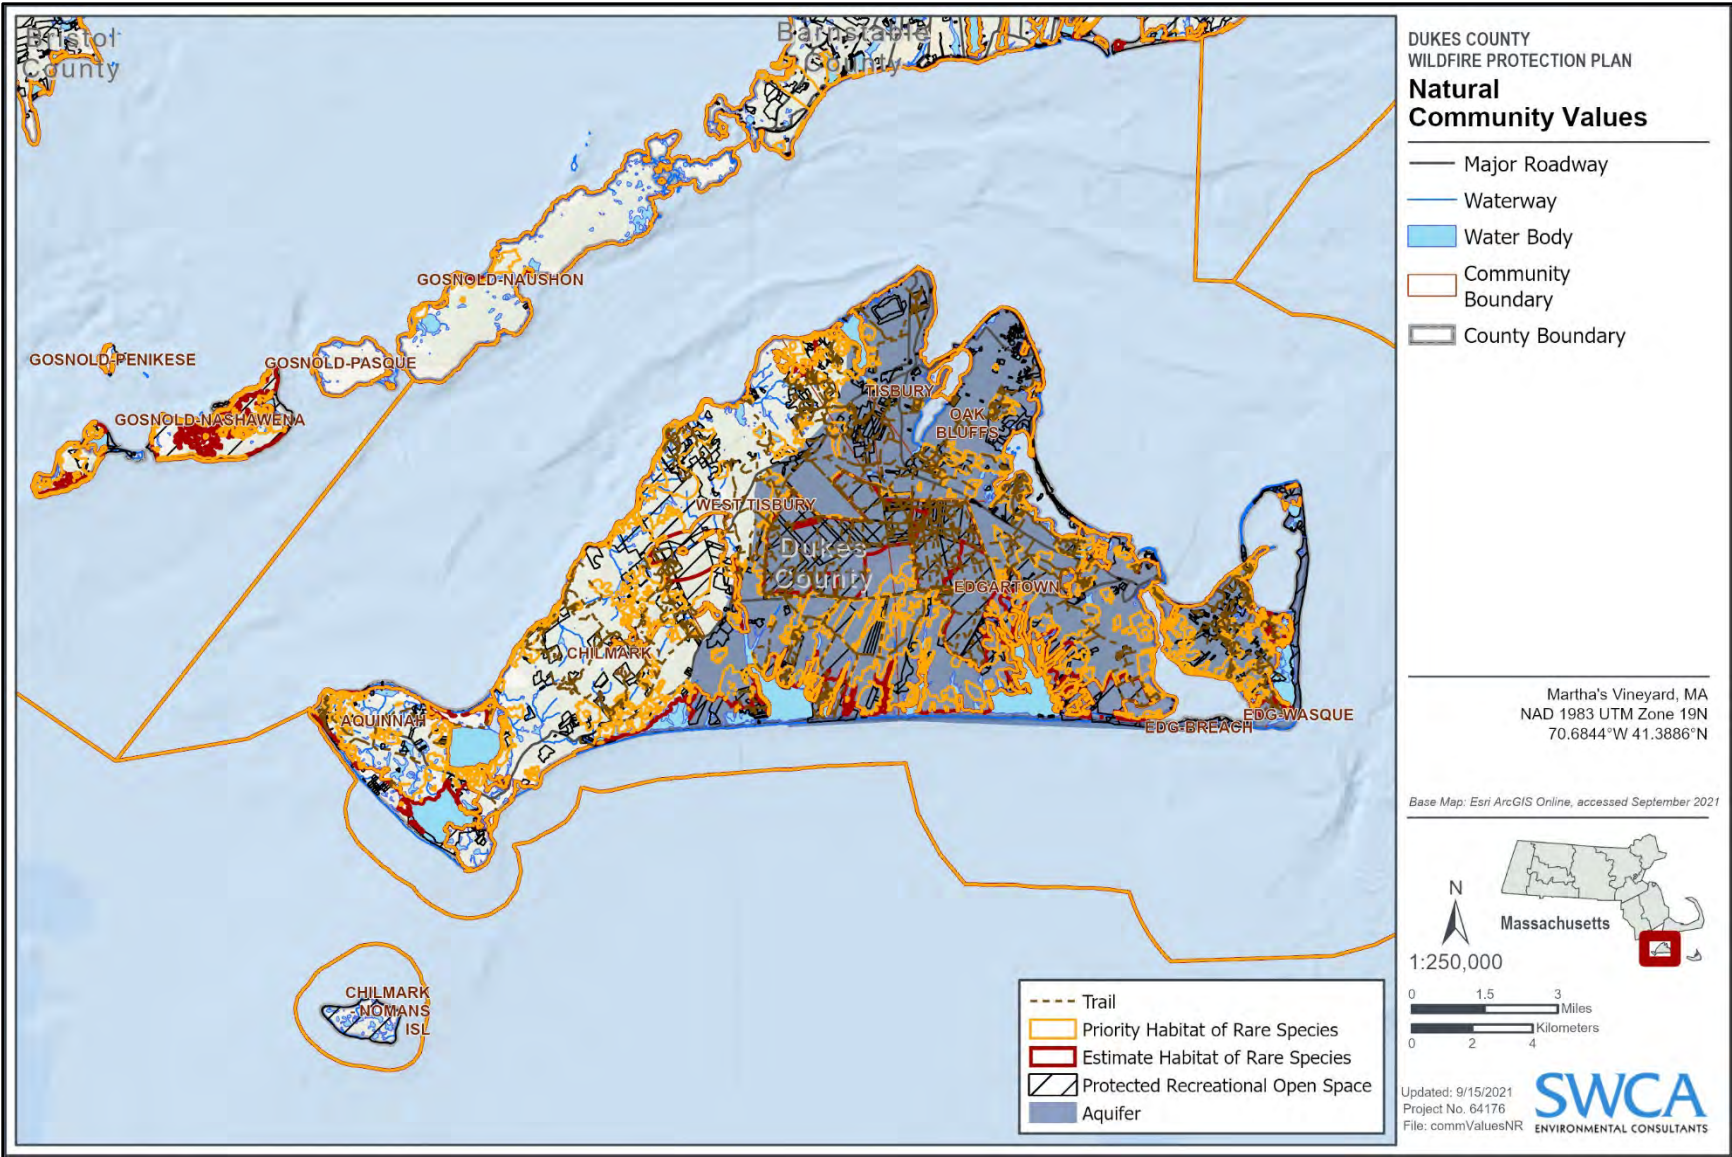 Bristol
County
Barnstable
County
GOSNOLD-NAUSHON
GOSNOLD-PENIKESE
GOSNOLD-PASQUE
GOSNOLD-NASHAWENA
TISBURY
OAK
BLUFFS
WEST TISBURY
Dukes
County
EDGARTOWN
CHILMARK
AQUINNAH
EDG-WASQUE
EDG-BREACH
CHILMARK
- NOMANS
ISL
Trail
Priority Habitat of Rare Species
Estimate Habitat of Rare Species
Protected Recreational Open Space
Aquifer
DUKES COUNTY
WILDFIRE PROTECTION PLAN
Natural
Community Values
Major Roadway
Waterway
Water Body
Community
Boundary
County Boundary
Martha's Vineyard, MA
NAD 1983 UTM Zone 19N
70.6844°W 41.3886°N
Base Map: Esri ArcGIS Online, accessed September 2021
N
Massachusetts
1:250,000
0 1.5 3
Miles
Kilometers
0 2 4
Updated: 9/15/2021
Project No. 64176
File: commValuesNR
SWCA
ENVIRONMENTAL CONSULTANTS